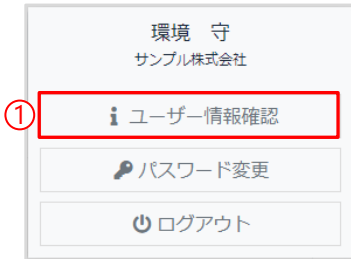 環境　守
サンプル株式会社
① ユーザー情報確認
パスワード変更
ログアウト